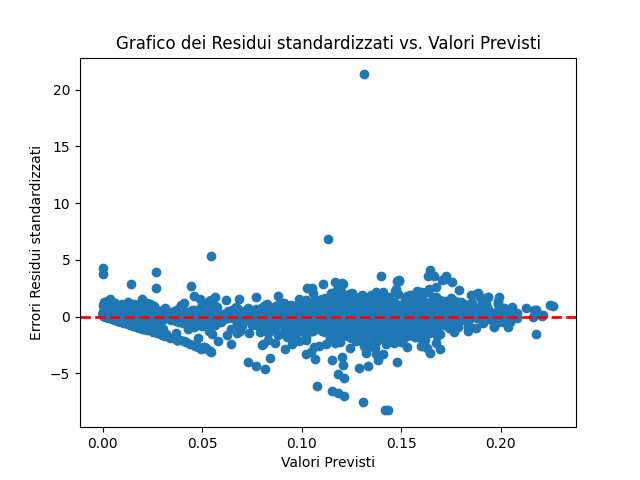 Grafico dei Residui standardizzati vs. Valori Previsti
Errori Residui standardizzati
20
15
10
5
0
−5
0.00 0.05 0.10 0.15 0.20
Valori Previsti